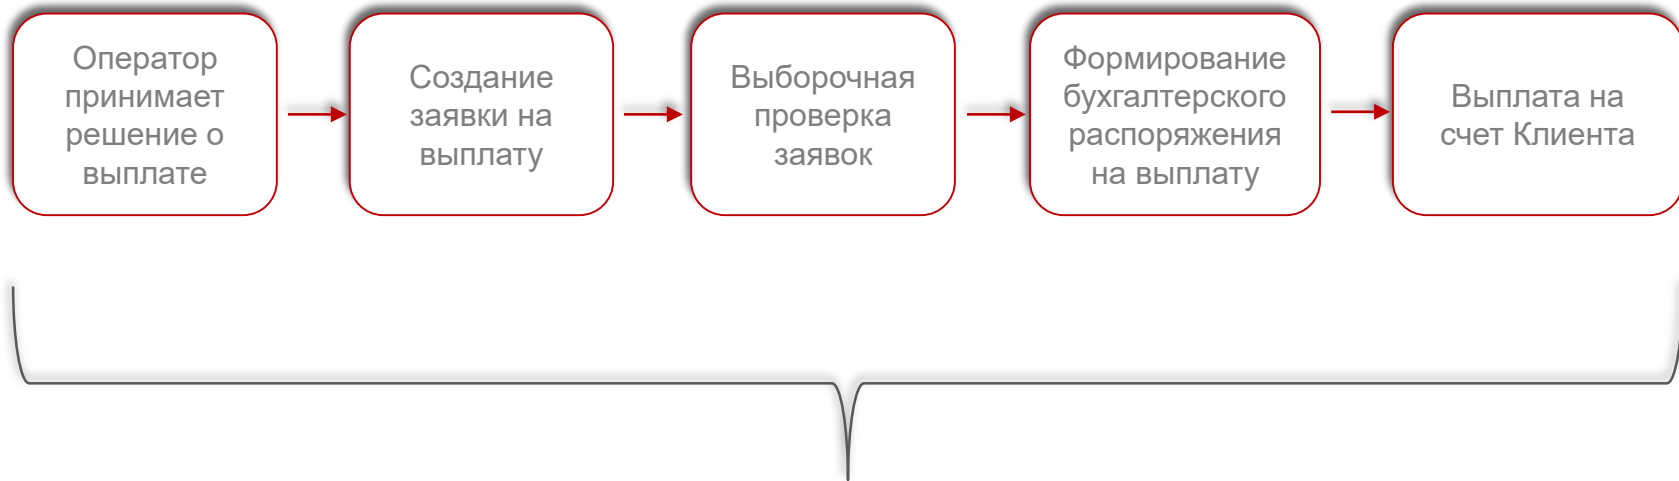 Оператор
принимает
решение о
выплате
Создание
заявки на
выплату
Выборочная
проверка
заявок
Формирование
бухгалтерского
распоряжения
на выплату
Выплата на
счет Клиента